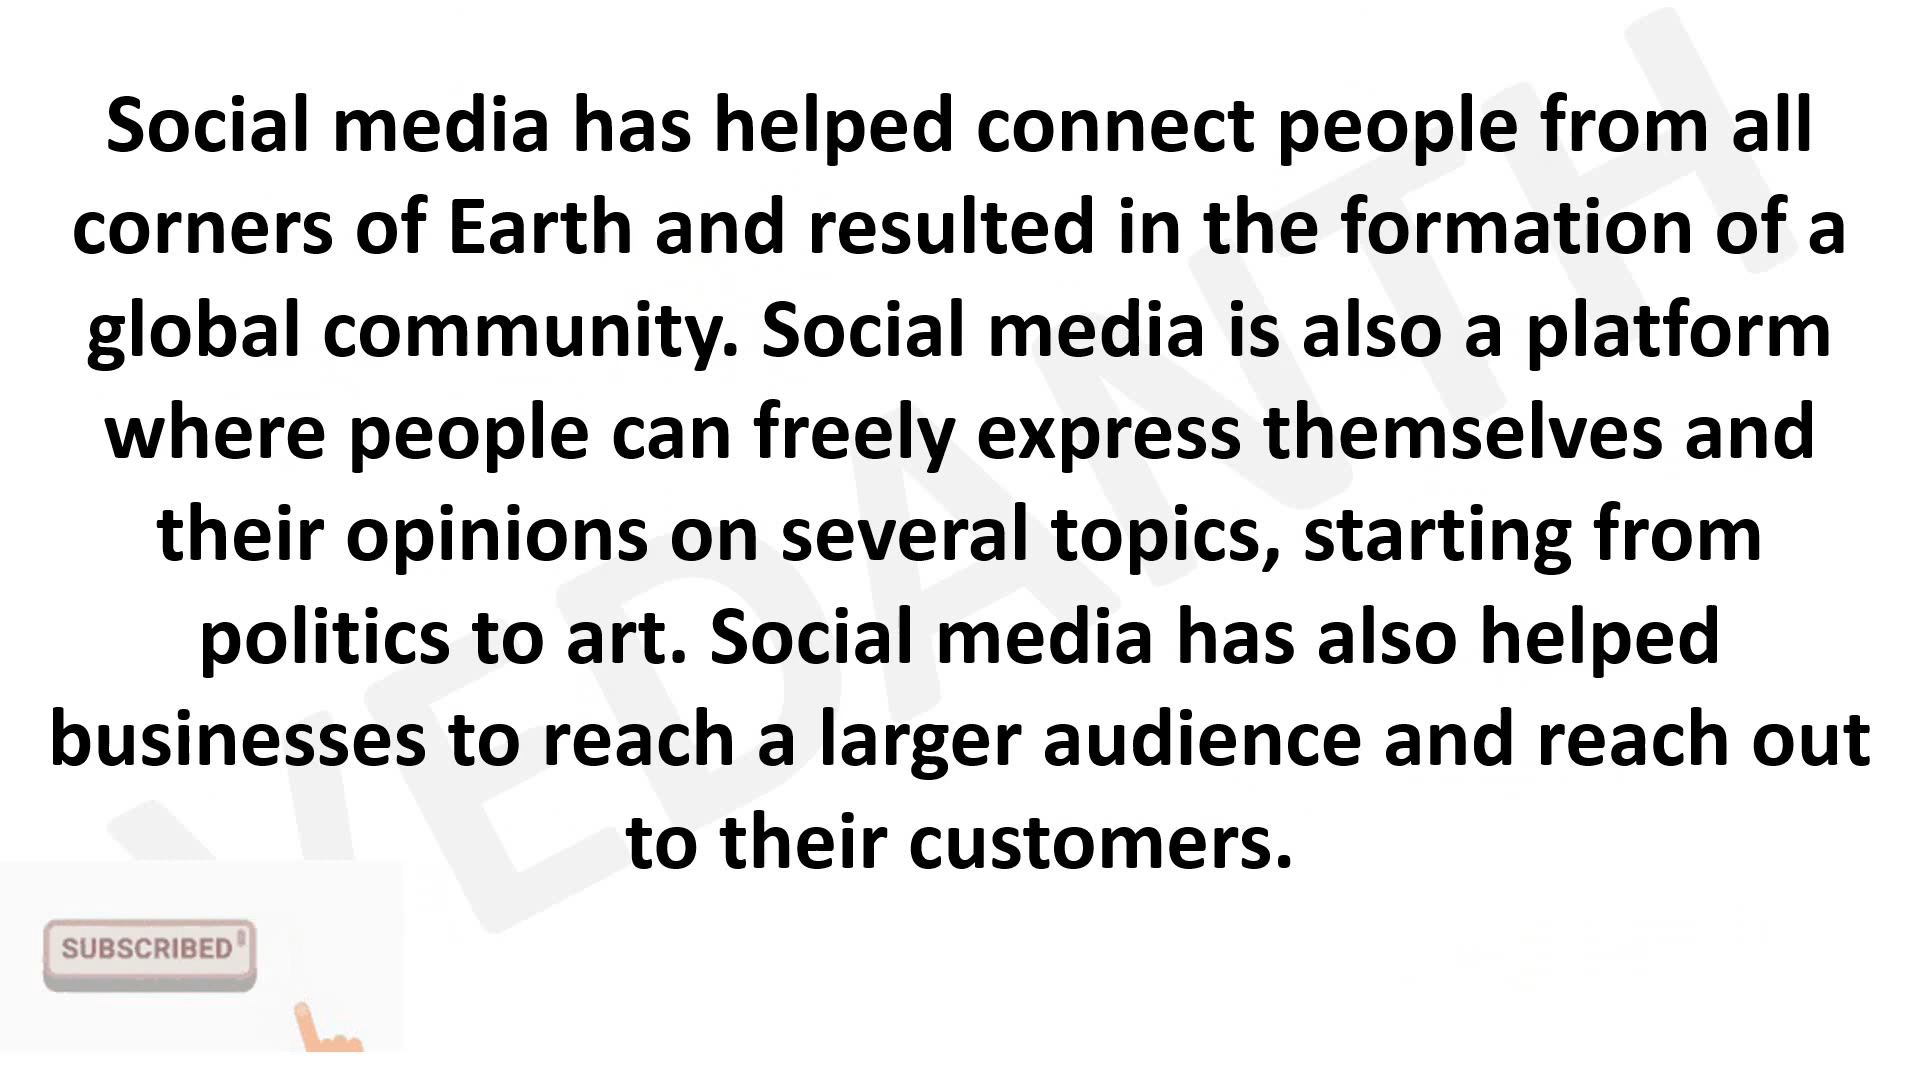 Social media has helped connect people from all
corners of Earth and resulted in the formation of a
global community. Social media is also a platform
where people can freely express themselves and
their opinions on several topics, starting from
politics to art. Social media has also helped
businesses to reach a larger audience and reach out
to their customers.
VEDANTH
SUBSCRIBED